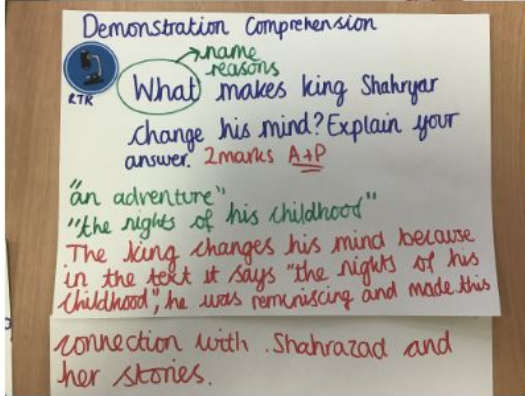 Demonstration Comprehension
name
reasons
RTR
What makes king Shahryar
change his mind? Explain your
answer. 2marks A+P
"an adventure"
"the nights of his childhood"
The king changes his mind because
in the text it says "the nights of his
childhood", he was reminiscing and made this
connection with Shahrazad and
her stories.